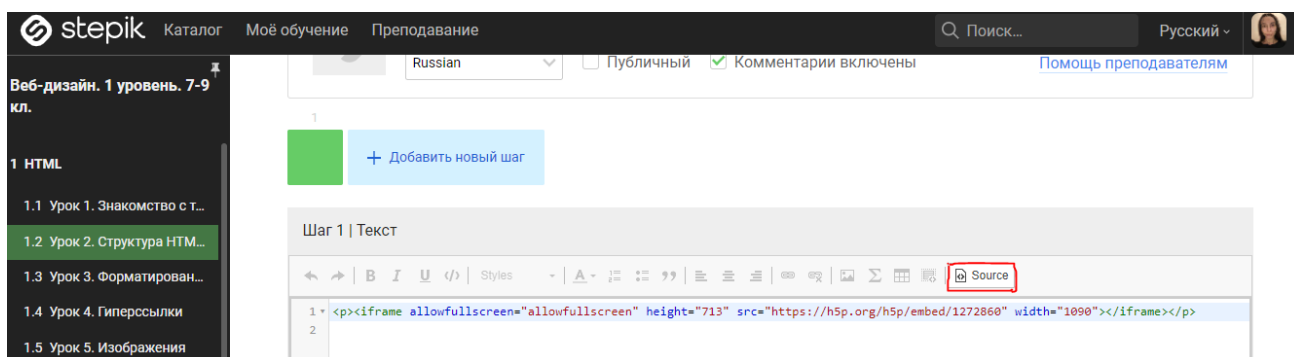 stepik Каталог Моё обучение Преподавание Поиск... Русский
Веб-дизайн. 1 уровень. 7-9
кл.
1 HTML
1.1 Урок 1. Знакомство с т...
1.2 Урок 2. Структура HTM...
1.3 Урок 3. Форматирован...
1.4 Урок 4. Гиперссылки
1.5 Урок 5. Изображения
Russian Публичный Комментарии включены Помощь преподавателям
1
+ Добавить новый шаг
Шаг 1 | Текст
B I U </> Styles A Σ Source
1 <p><iframe allowfullscreen="allowfullscreen" height="713" src="https://h5p.org/h5p/embed/1272860" width="1090"></iframe></p>
2